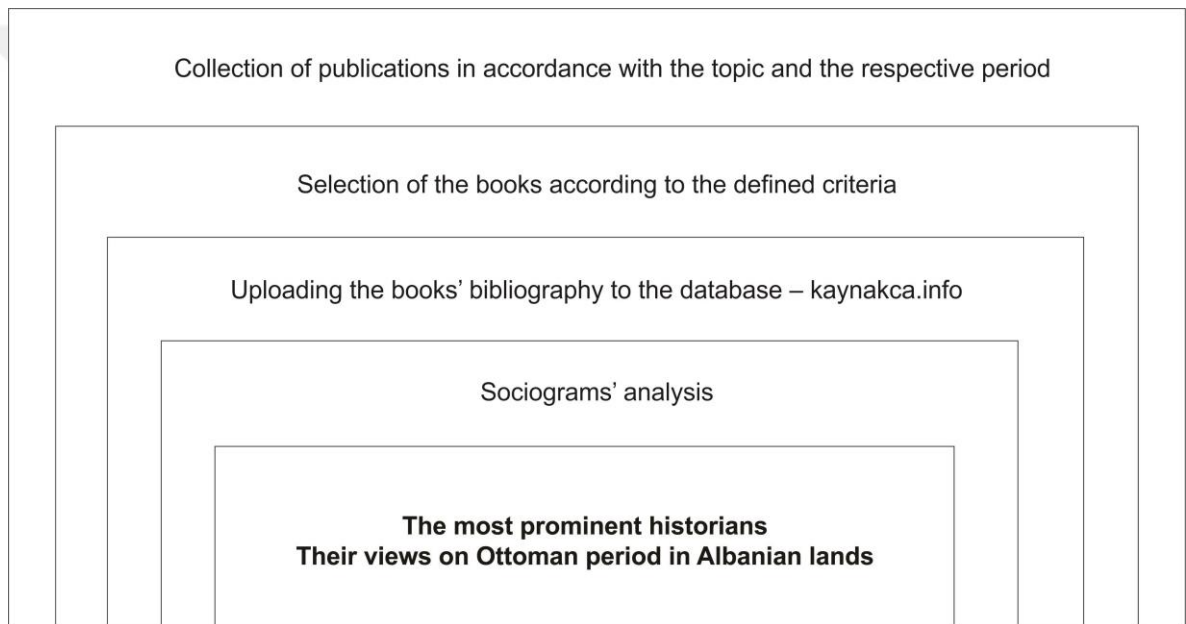 Collection of publications in accordance with the topic and the respective period
Selection of the books according to the defined criteria
Uploading the books’ bibliography to the database – kaynakca.info
Sociograms’ analysis
The most prominent historians
Their views on Ottoman period in Albanian lands